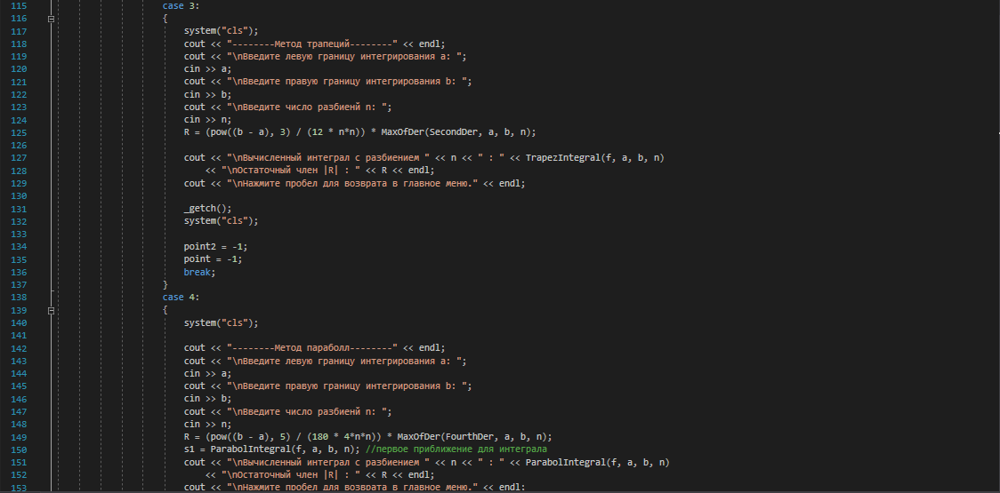 115 case 3:
116 {
117 system("cls");
118 cout << "--------Метод трапеций--------" << endl;
119 cout << "\nВведите левую границу интегрирования a: ";
120 cin >> a;
121 cout << "\nВведите правую границу интегрирования b: ";
122 cin >> b;
123 cout << "\nВведите число разбиенй n: ";
124 cin >> n;
125 R = (pow((b - a), 3) / (12 * n*n)) * MaxOfDer(SecondDer, a, b, n);
126
127 cout << "\nВычисленный интеграл с разбиением " << n << " : " << TrapezIntegral(f, a, b, n)
128 << "\nОстаточный член |R| : " << R << endl;
129 cout << "\nНажмите пробел для возврата в главное меню." << endl;
130
131 _getch();
132 system("cls");
133
134 point2 = -1;
135 point = -1;
136 break;
137 }
138 case 4:
139 {
140 system("cls");
141
142 cout << "--------Метод параболл--------" << endl;
143 cout << "\nВведите левую границу интегрирования a: ";
144 cin >> a;
145 cout << "\nВведите правую границу интегрирования b: ";
146 cin >> b;
147 cout << "\nВведите число разбиенй n: ";
148 cin >> n;
149 R = (pow((b - a), 5) / (180 * 4*n*n)) * MaxOfDer(FourthDer, a, b, n);
150 s1 = ParabolIntegral(f, a, b, n); //первое приближение для интеграла
151 cout << "\nВычисленный интеграл с разбиением " << n << " : " << ParabolIntegral(f, a, b, n)
152 << "\nОстаточный член |R| : " << R << endl;
153 cout << "\nНажмите пробел для возврата в главное меню." << endl;